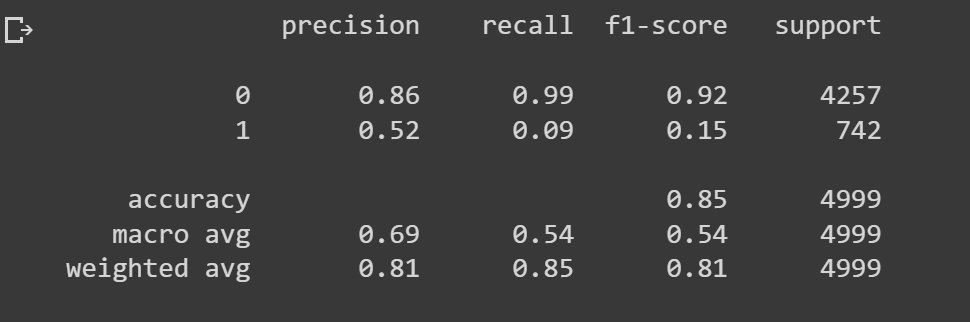 precision recall f1-score support
0 0.86 0.99 0.92 4257
1 0.52 0.09 0.15 742
accuracy 0.85 4999
macro avg 0.69 0.54 0.54 4999
weighted avg 0.81 0.85 0.81 4999